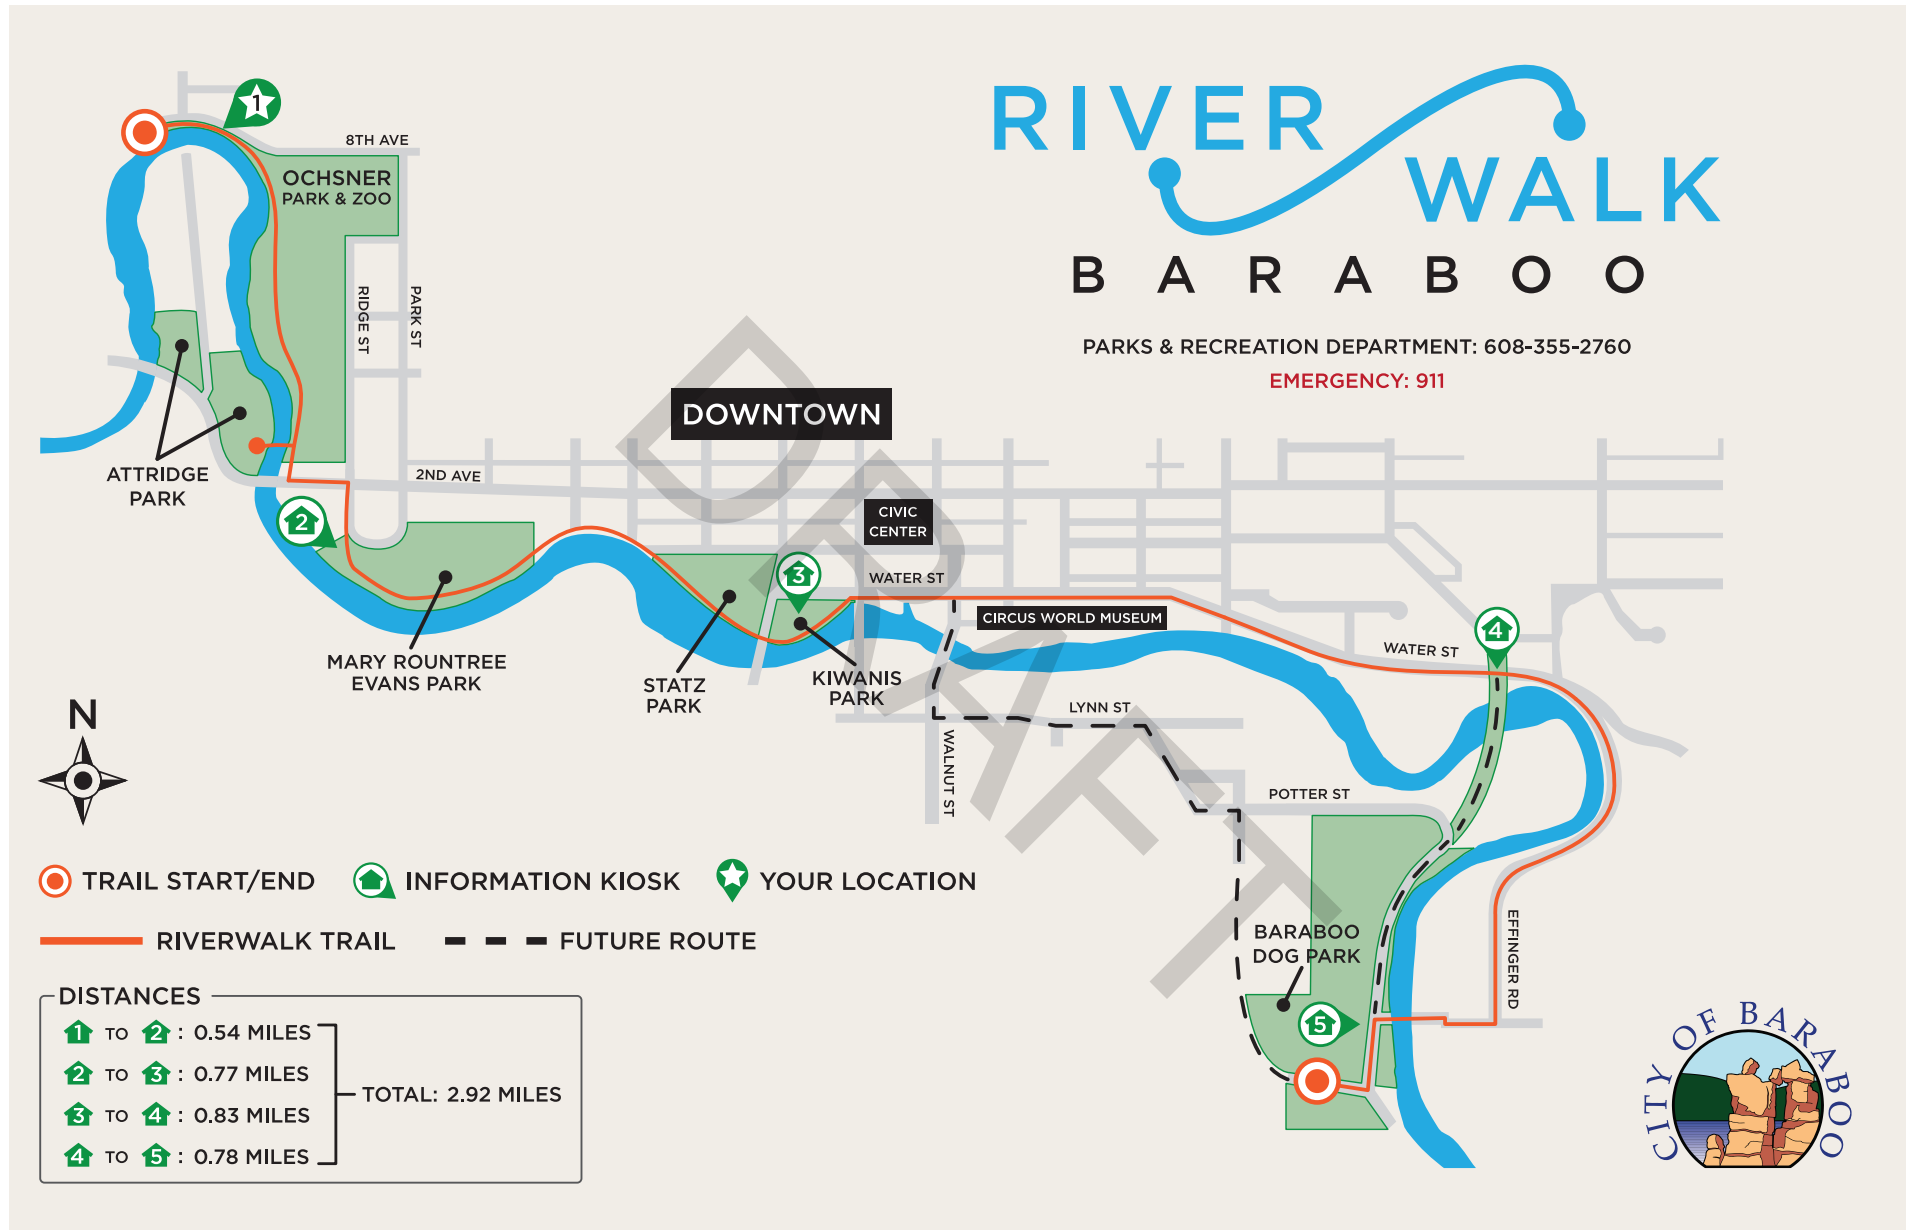 RIVER
WALK
BARABOO
PARKS & RECREATION DEPARTMENT: 608-355-2760
EMERGENCY: 911
1
8TH AVE
OCHSNER
PARK & ZOO
RIDGE ST
PARK ST
ATTRIDGE
PARK
2ND AVE
2
DOWNTOWN
CIVIC
CENTER
3
WATER ST
CIRCUS WORLD MUSEUM
MARY ROUNTREE
EVANS PARK
STATZ
PARK
KIWANIS
PARK
4
WATER ST
LYNN ST
WALNUT ST
POTTER ST
BARABOO
DOG PARK
5
EFFINGER RD
DRAFT
N
TRAIL START/END
INFORMATION KIOSK
YOUR LOCATION
RIVERWALK TRAIL
FUTURE ROUTE
DISTANCES
1 TO 2 : 0.54 MILES
2 TO 3 : 0.77 MILES
3 TO 4 : 0.83 MILES
4 TO 5 : 0.78 MILES
TOTAL: 2.92 MILES
CITY OF BARABOO